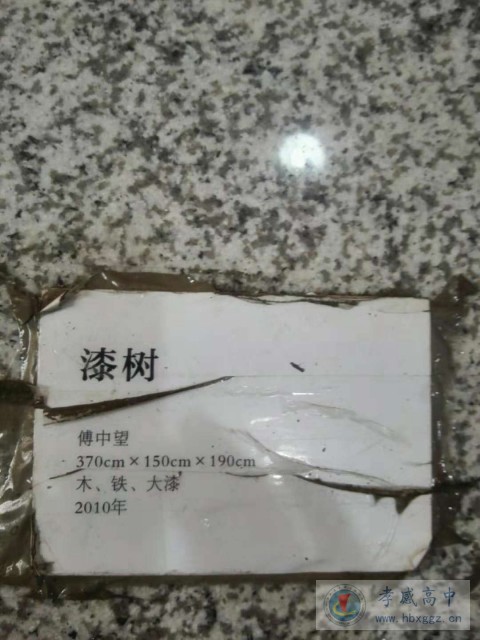 漆树
傅中望
370cm×150cm×190cm
木、铁、大漆
2010年
孝感高中
www.hbxggz.cn